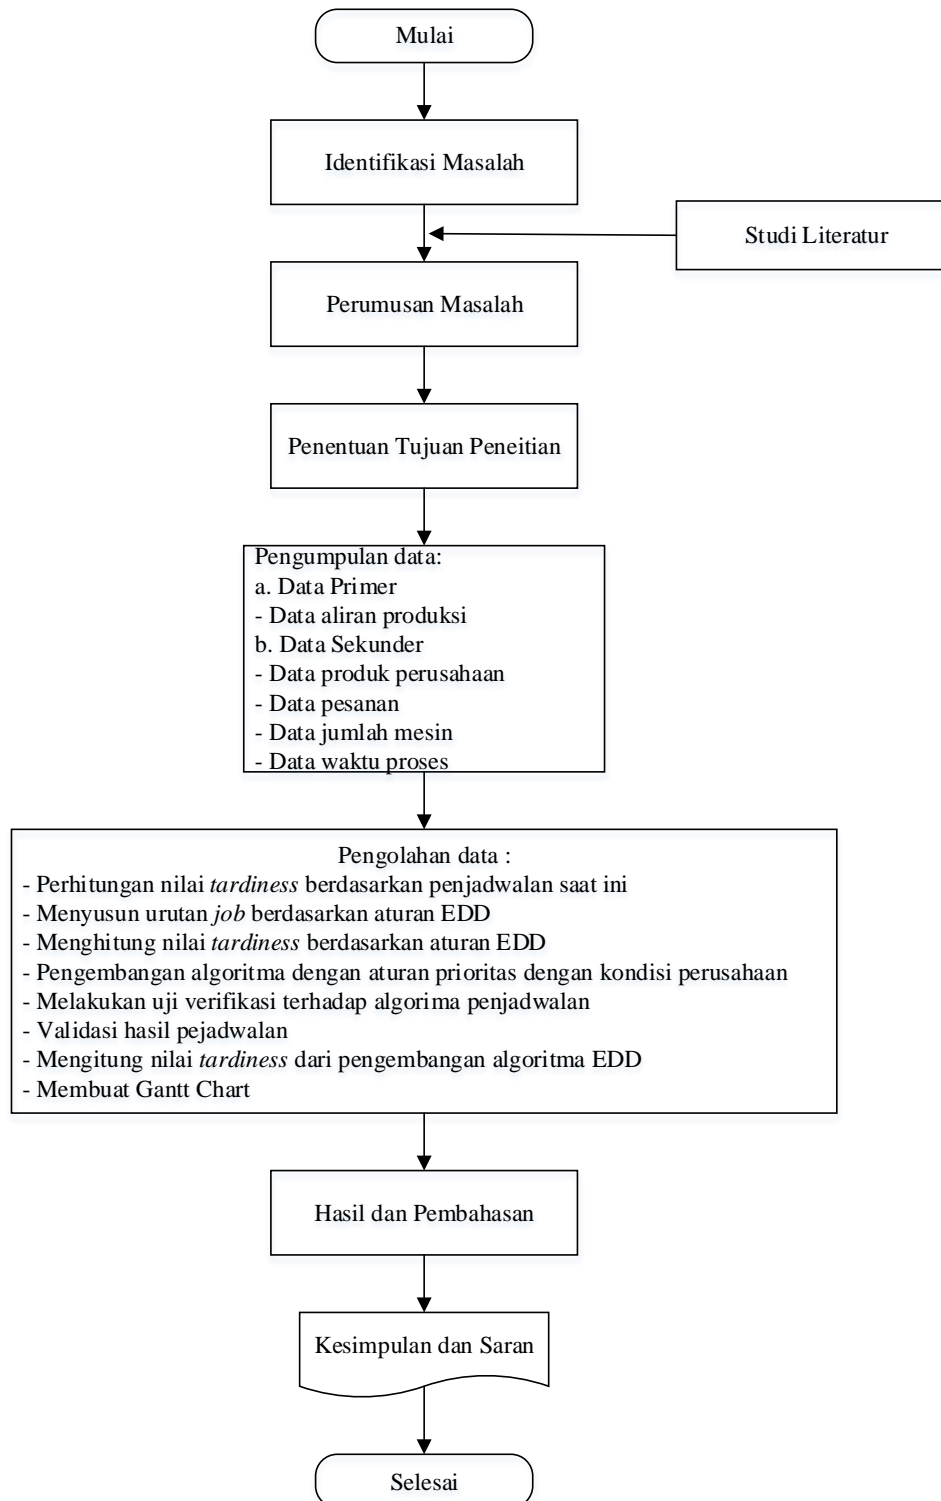 Mulai
Identifikasi Masalah
Studi Literatur
Perumusan Masalah
Penentuan Tujuan Peneitian
Pengumpulan data:
a. Data Primer
- Data aliran produksi
b. Data Sekunder
- Data produk perusahaan
- Data pesanan
- Data jumlah mesin
- Data waktu proses
Pengolahan data :
- Perhitungan nilai tardiness berdasarkan penjadwalan saat ini
- Menyusun urutan job berdasarkan aturan EDD
- Menghitung nilai tardiness berdasarkan aturan EDD
- Pengembangan algoritma dengan aturan prioritas dengan kondisi perusahaan
- Melakukan uji verifikasi terhadap algorima penjadwalan
- Validasi hasil pejadwalan
- Mengitung nilai tardiness dari pengembangan algoritma EDD
- Membuat Gantt Chart
Hasil dan Pembahasan
Kesimpulan dan Saran
Selesai